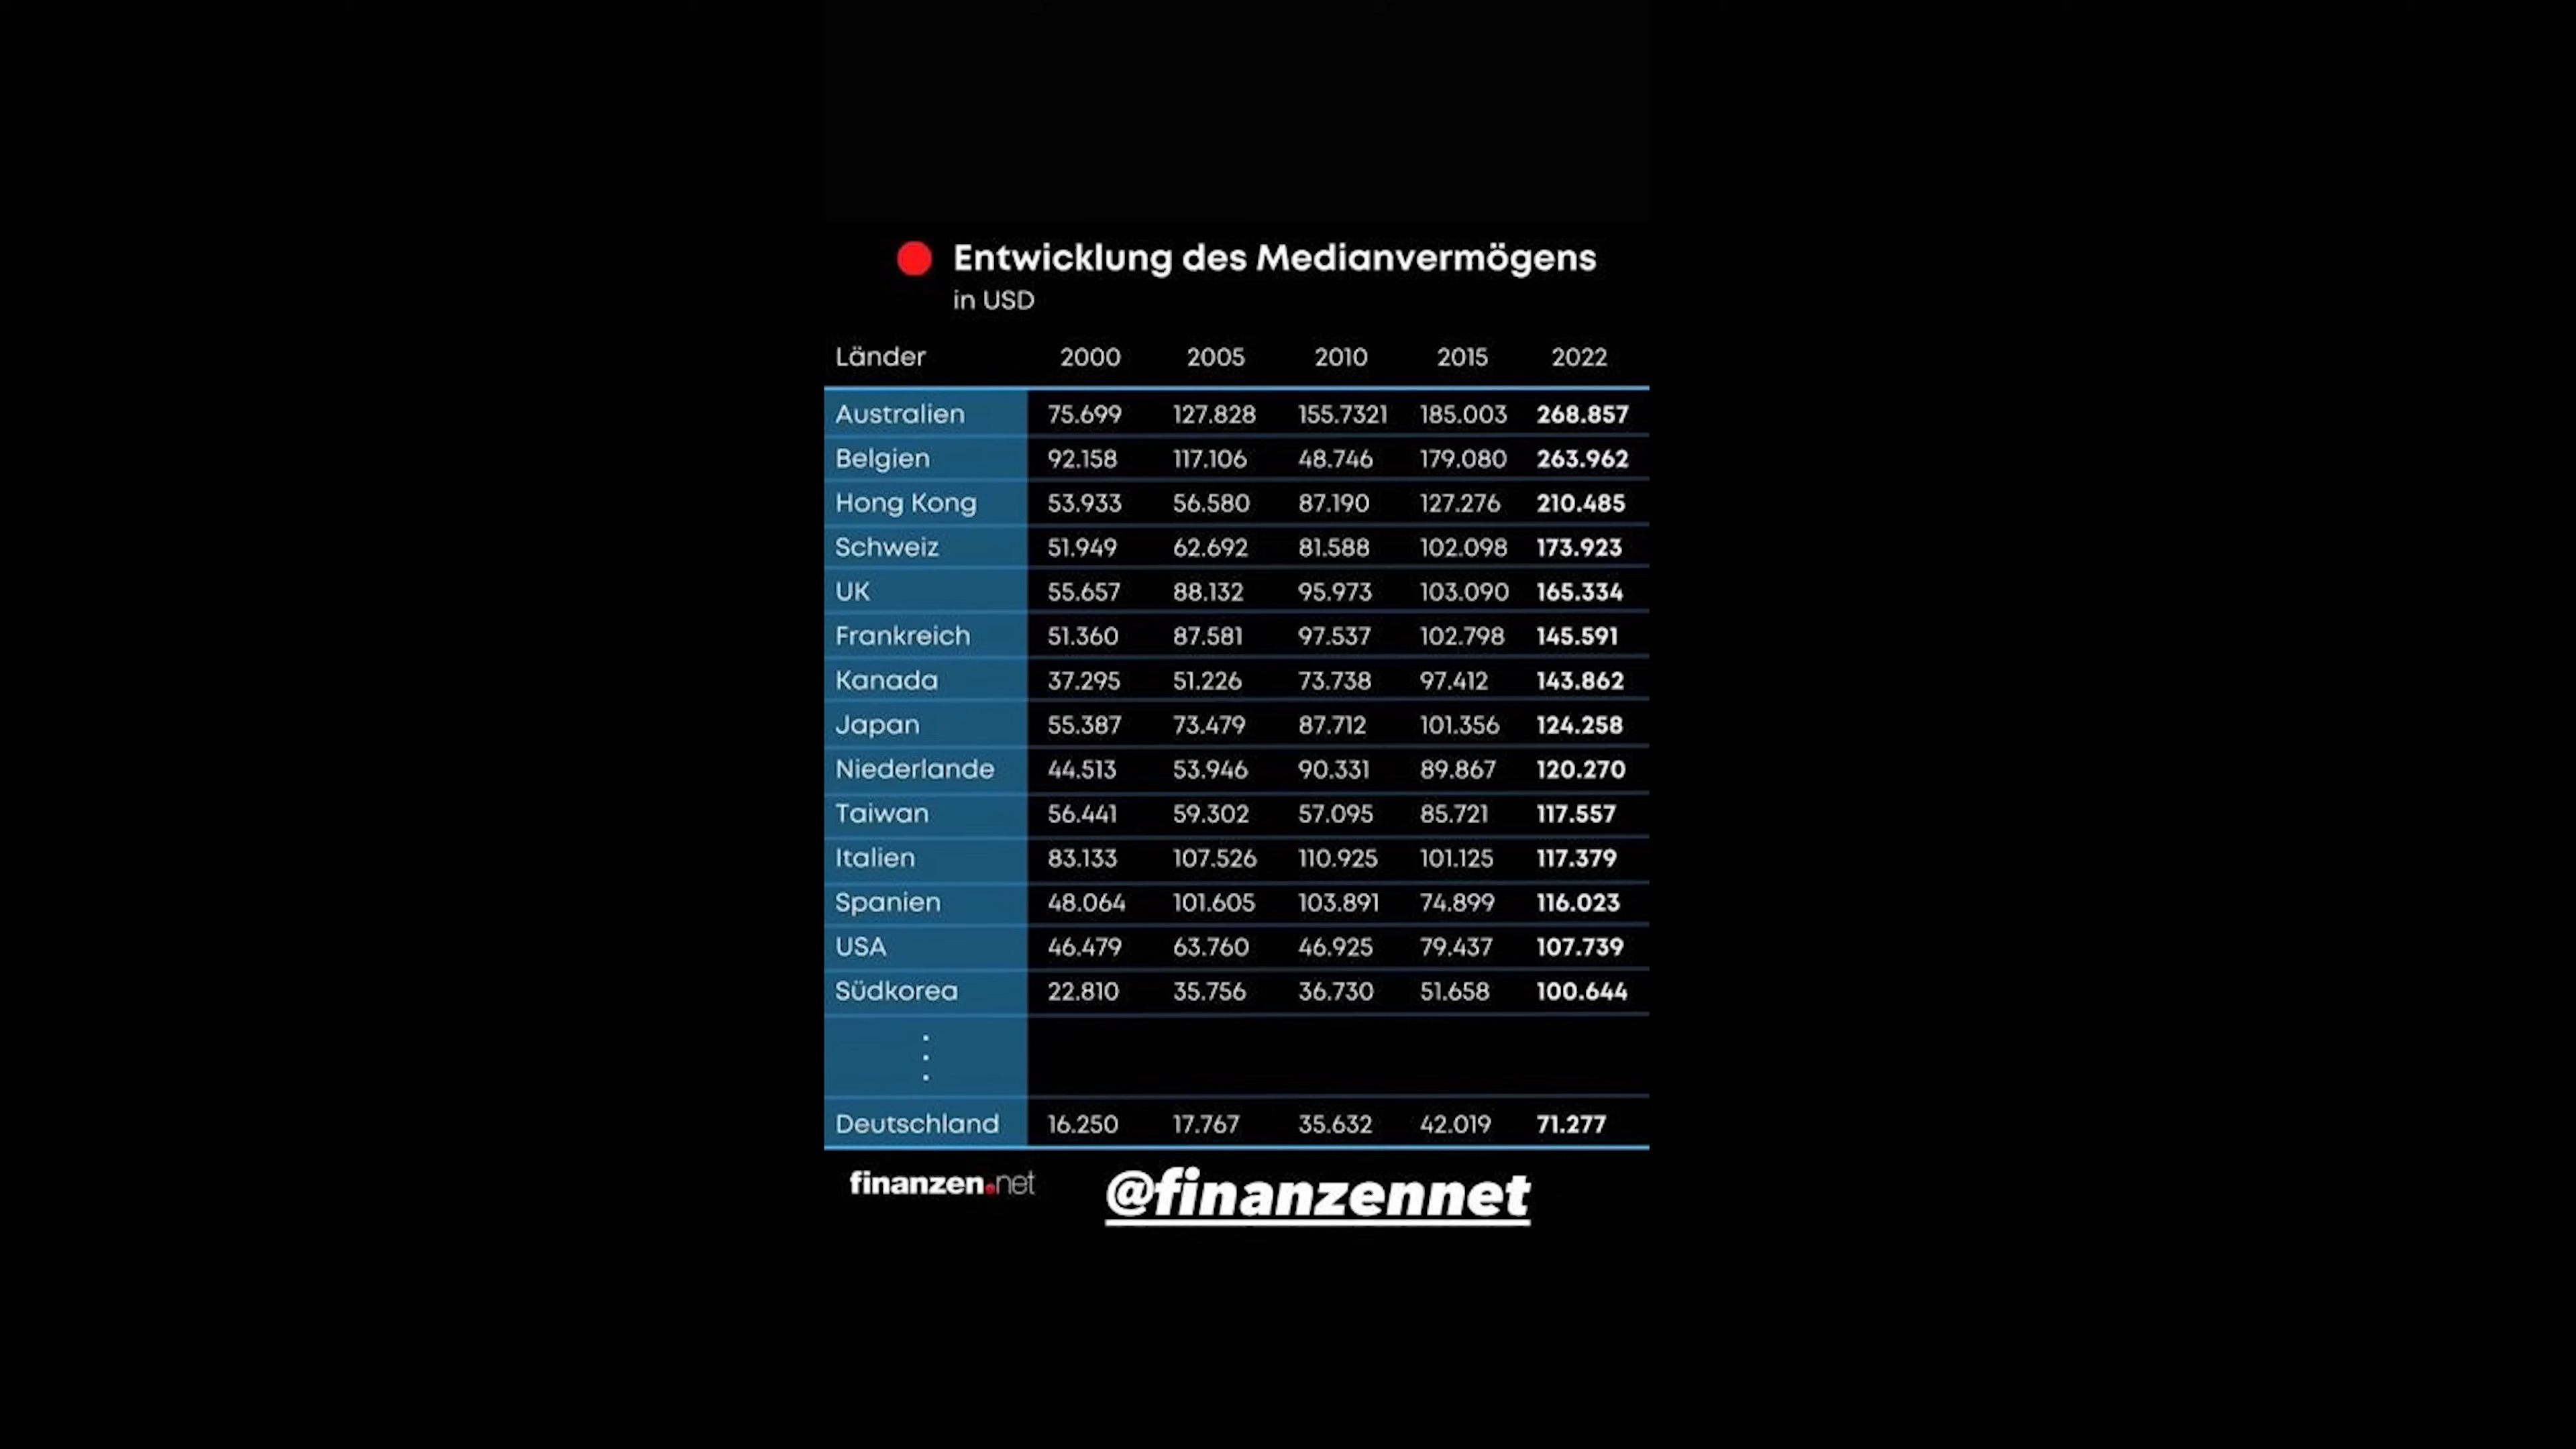 Entwicklung des Medianvermögens
in USD
Länder 2000 2005 2010 2015 2022
Australien 75.699 127.828 155.7321 185.003 268.857
Belgien 92.158 117.106 48.746 179.080 263.962
Hong Kong 53.933 56.580 87.190 127.276 210.485
Schweiz 51.949 62.692 81.588 102.098 173.923
UK 55.657 88.132 95.973 103.090 165.334
Frankreich 51.360 87.581 97.537 102.798 145.591
Kanada 37.295 51.226 73.738 97.412 143.862
Japan 55.387 73.479 87.712 101.356 124.258
Niederlande 44.513 53.946 90.331 89.867 120.270
Taiwan 56.441 59.302 57.095 85.721 117.557
Italien 83.133 107.526 110.925 101.125 117.379
Spanien 48.064 101.605 103.891 74.899 116.023
USA 46.479 63.760 46.925 79.437 107.739
Südkorea 22.810 35.756 36.730 51.658 100.644
Deutschland 16.250 17.767 35.632 42.019 71.277
finanzen.net @finanzennet